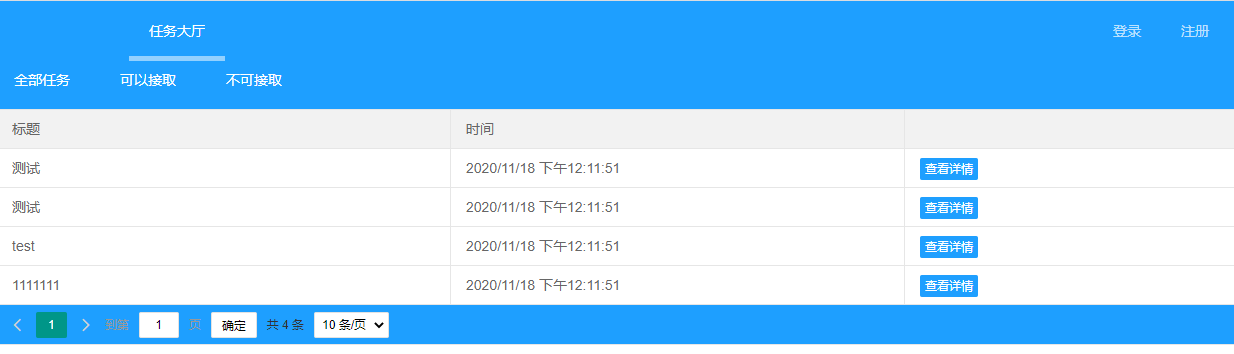 任务大厅 登录 注册
全部任务 可以接取 不可接取
标题 时间
测试 2020/11/18 下午12:11:51 查看详情
测试 2020/11/18 下午12:11:51 查看详情
test 2020/11/18 下午12:11:51 查看详情
1111111 2020/11/18 下午12:11:51 查看详情
1 到第 1 页 确定 共 4 条 10 条/页